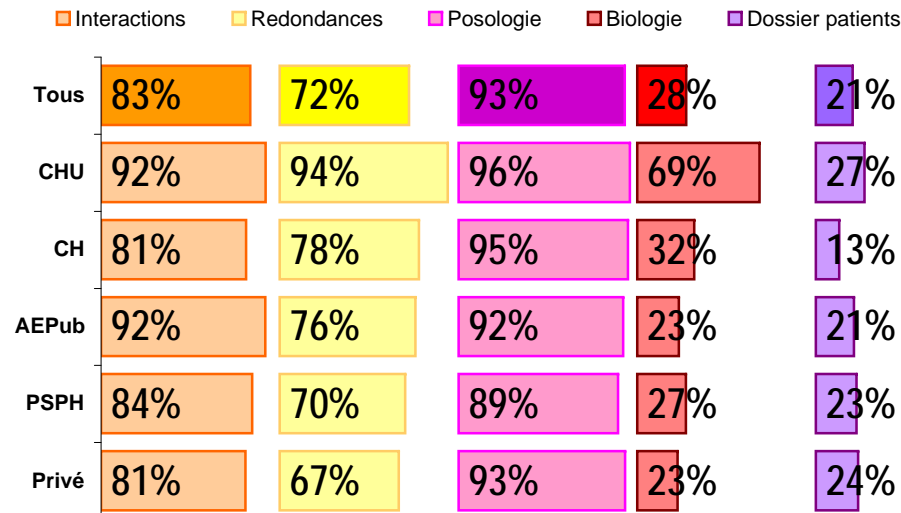 Interactions Redondances Posologie Biologie Dossier patients
Tous 83% 72% 93% 28% 21%
CHU 92% 94% 96% 69% 27%
CH 81% 78% 95% 32% 13%
AEPub 92% 76% 92% 23% 21%
PSPH 84% 70% 89% 27% 23%
Privé 81% 67% 93% 23% 24%